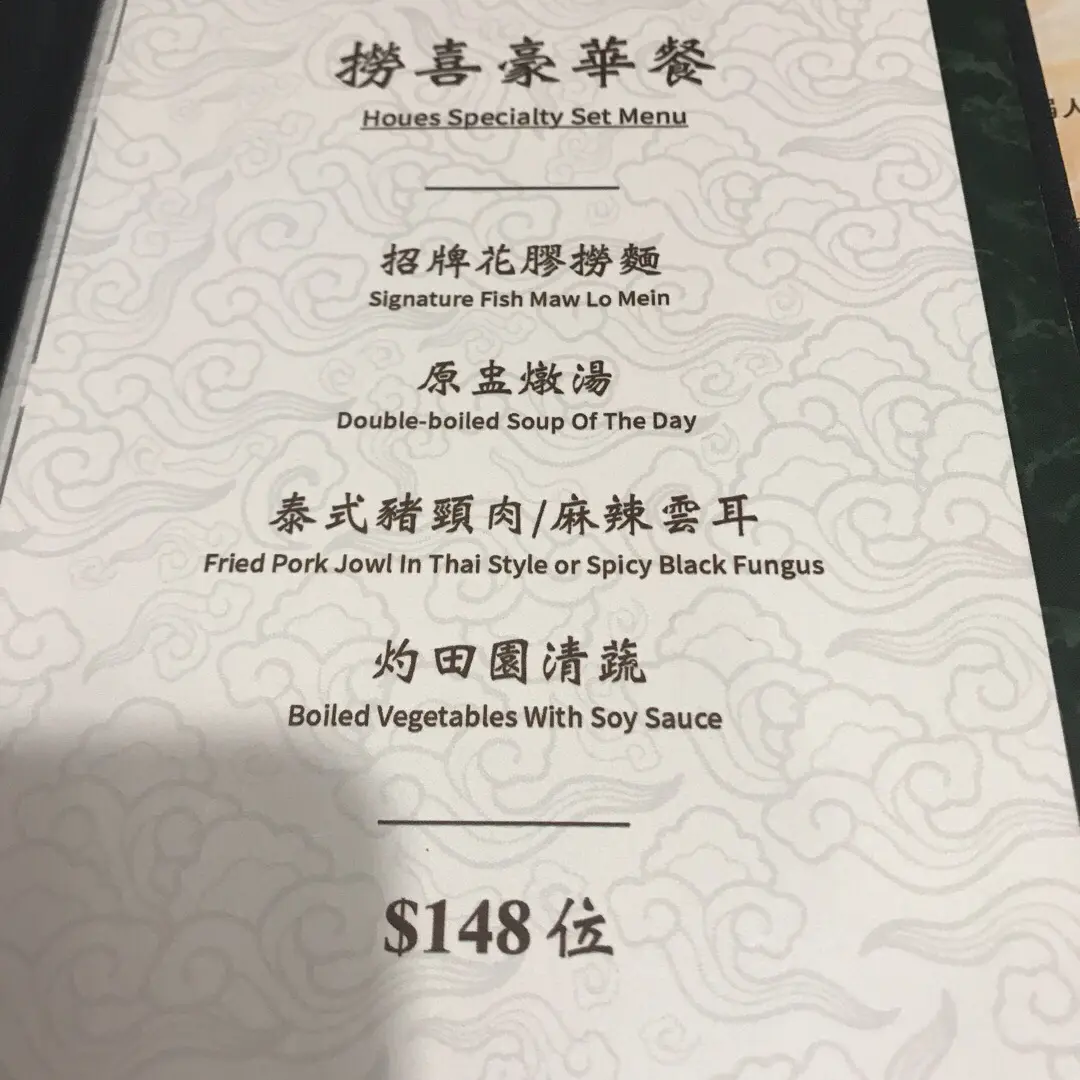 撈喜豪華餐
Houes Specialty Set Menu
招牌花膠撈麵
Signature Fish Maw Lo Mein
原盅燉湯
Double-boiled Soup Of The Day
泰式豬頸肉/麻辣雲耳
Fried Pork Jowl In Thai Style or Spicy Black Fungus
灼田園清蔬
Boiled Vegetables With Soy Sauce
$148 位
人